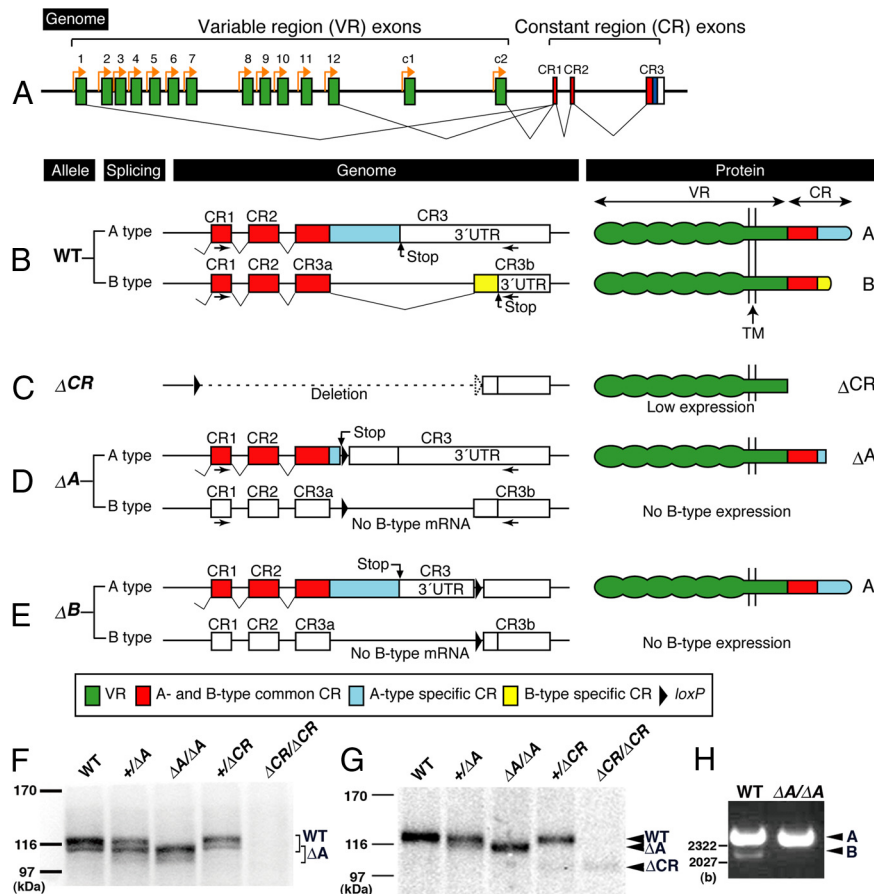 Genome
Variable region (VR) exons
Constant region (CR) exons
A
1 2 3 4 5 6 7 8 9 10 11 12 c1 c2 CR1 CR2 CR3
Allele Splicing Genome Protein
VR CR
B
WT
A type
CR1 CR2 CR3
3´UTR
Stop
A
B type
CR1 CR2 CR3a CR3b
3´UTR
Stop
B
TM
C
ΔCR
Deletion
Low expression
ΔCR
D
ΔA
A type
CR1 CR2 Stop CR3
3´UTR
ΔA
B type
CR1 CR2 CR3a CR3b
No B-type mRNA
No B-type expression
E
ΔB
A type
CR1 CR2 Stop CR3
3´UTR
A
B type
CR1 CR2 CR3a CR3b
No B-type mRNA
No B-type expression
VR A- and B-type common CR A-type specific CR B-type specific CR loxP
F
WT +/ΔA ΔA/ΔA +/ΔCR ΔCR/ΔCR
170
116
97
(kDa)
WT
ΔA
G
WT +/ΔA ΔA/ΔA +/ΔCR ΔCR/ΔCR
170
116
97
(kDa)
WT
ΔA
ΔCR
H
WT ΔA/ΔA
2322
2027
(b)
A
B